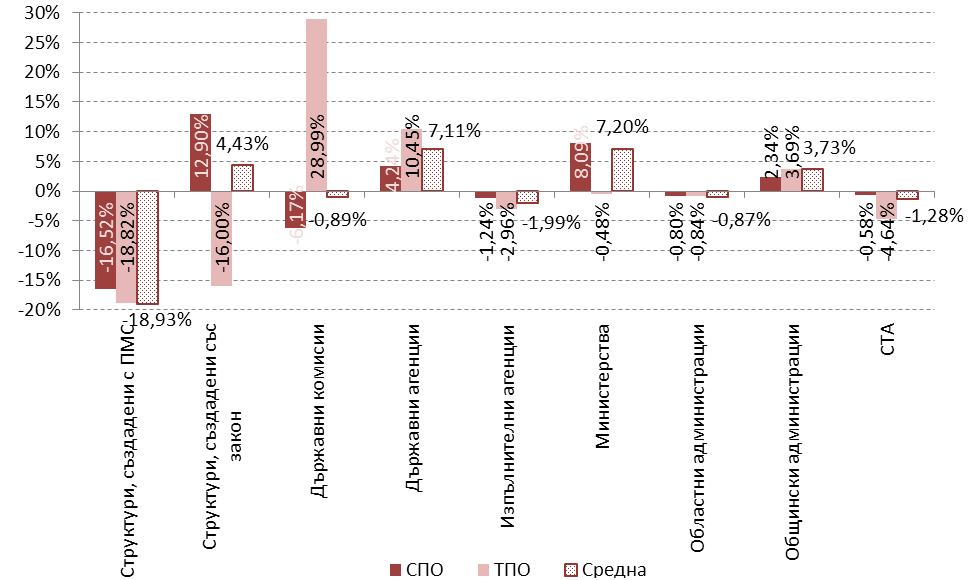 30%
25%
20%
15%
10%
5%
0%
-5%
-10%
-15%
-20%
-16,52%
-18,82%
-18,93%
12,90%
-16,00%
4,43%
-6,17%
28,99%
-0,89%
4,24%
10,45%
7,11%
-1,24%
-2,96%
-1,99%
8,09%
-0,48%
7,20%
-0,80%
-0,84%
-0,87%
2,34%
3,69%
3,73%
-0,58%
-4,64%
-1,28%
Структури, създадени с ПМС
Структури, създадени със
закон
Държавни комисии
Държавни агенции
Изпълнителни агенции
Министерства
Областни администрации
Общински администрации
СТА
СПО
ТПО
Средна